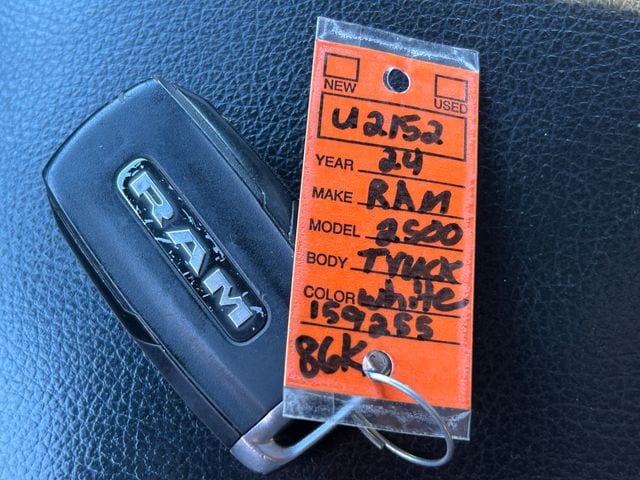 NEW USED
U2152
YEAR 24
MAKE RAM
MODEL 2500
BODY Truck
COLOR white
159255
86K
RAM